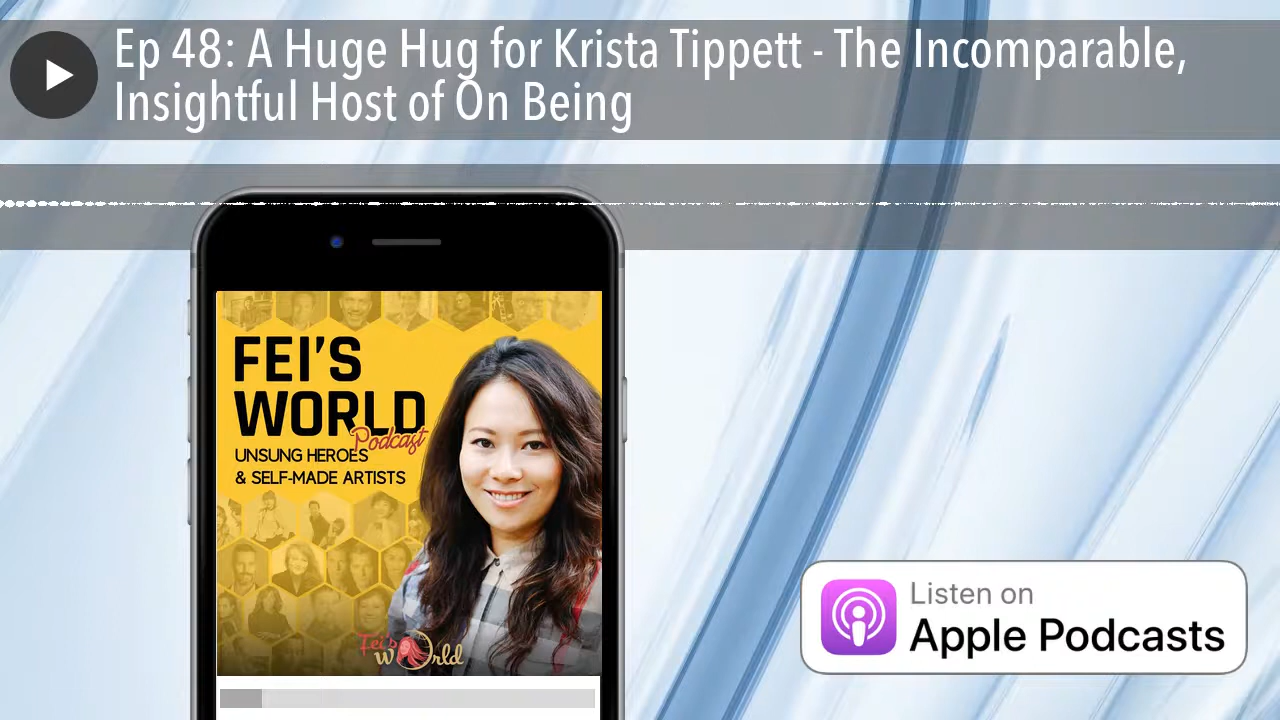 Ep 48: A Huge Hug for Krista Tippett - The Incomparable,
Insightful Host of On Being
FEI'S
WORLD
Podcast
UNSUNG HEROES
& SELF-MADE ARTISTS
Fei's
world
Listen on
Apple Podcasts